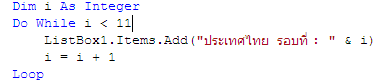 Dim i As Integer
Do While i < 11
ListBox1.Items.Add("ประเทศไทย รอบที่ : " & i)
i = i + 1
Loop